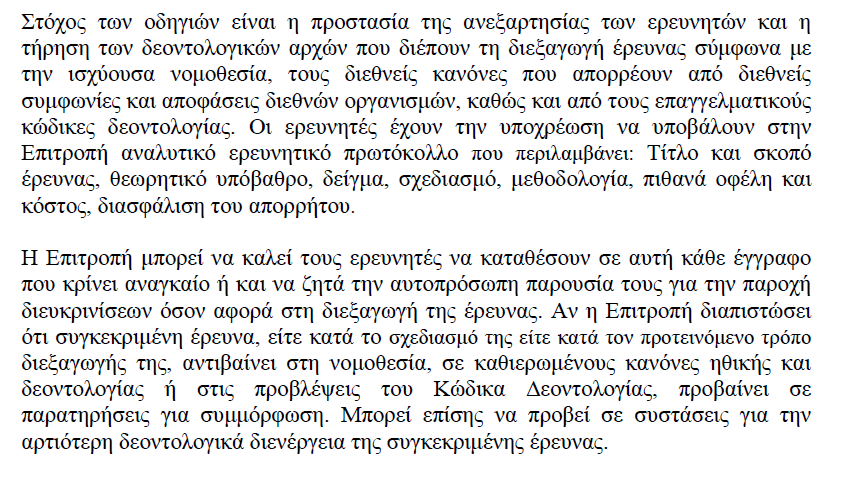 Στόχος των οδηγιών είναι η προστασία της ανεξαρτησίας των ερευνητών και η
τήρηση των δεοντολογικών αρχών που διέπουν τη διεξαγωγή έρευνας σύμφωνα με
την ισχύουσα νομοθεσία, τους διεθνείς κανόνες που απορρέουν από διεθνείς
συμφωνίες και αποφάσεις διεθνών οργανισμών, καθώς και από τους επαγγελματικούς
κώδικες δεοντολογίας. Οι ερευνητές έχουν την υποχρέωση να υποβάλουν στην
Επιτροπή αναλυτικό ερευνητικό πρωτόκολλο που περιλαμβάνει: Τίτλο και σκοπό
έρευνας, θεωρητικό υπόβαθρο, δείγμα, σχεδιασμό, μεθοδολογία, πιθανά οφέλη και
κόστος, διασφάλιση του απορρήτου.

Η Επιτροπή μπορεί να καλεί τους ερευνητές να καταθέσουν σε αυτή κάθε έγγραφο
που κρίνει αναγκαίο ή και να ζητά την αυτοπρόσωπη παρουσία τους για την παροχή
διευκρινίσεων όσον αφορά στη διεξαγωγή της έρευνας. Αν η Επιτροπή διαπιστώσει
ότι συγκεκριμένη έρευνα, είτε κατά το σχεδιασμό της είτε κατά τον προτεινόμενο τρόπο
διεξαγωγής της, αντιβαίνει στη νομοθεσία, σε καθιερωμένους κανόνες ηθικής και
δεοντολογίας ή στις προβλέψεις του Κώδικα Δεοντολογίας, προβαίνει σε
παρατηρήσεις για συμμόρφωση. Μπορεί επίσης να προβεί σε συστάσεις για την
αρτιότερη δεοντολογικά διενέργεια της συγκεκριμένης έρευνας.